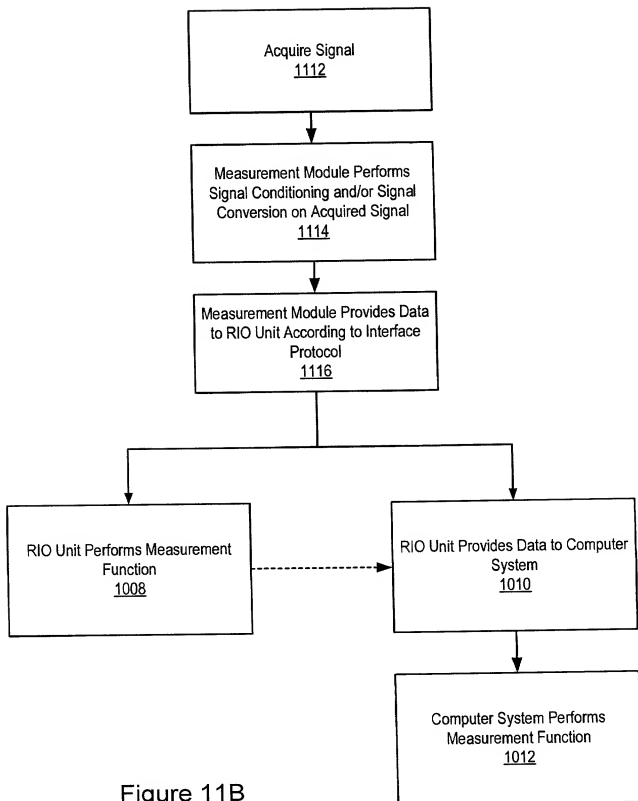 Acquire Signal
1112
Measurement Module Performs
Signal Conditioning and/or Signal
Conversion on Acquired Signal
1114
Measurement Module Provides Data
to RIO Unit According to Interface
Protocol
1116
RIO Unit Performs Measurement
Function
1008
RIO Unit Provides Data to Computer
System
1010
Computer System Performs
Measurement Function
1012
Figure 11B